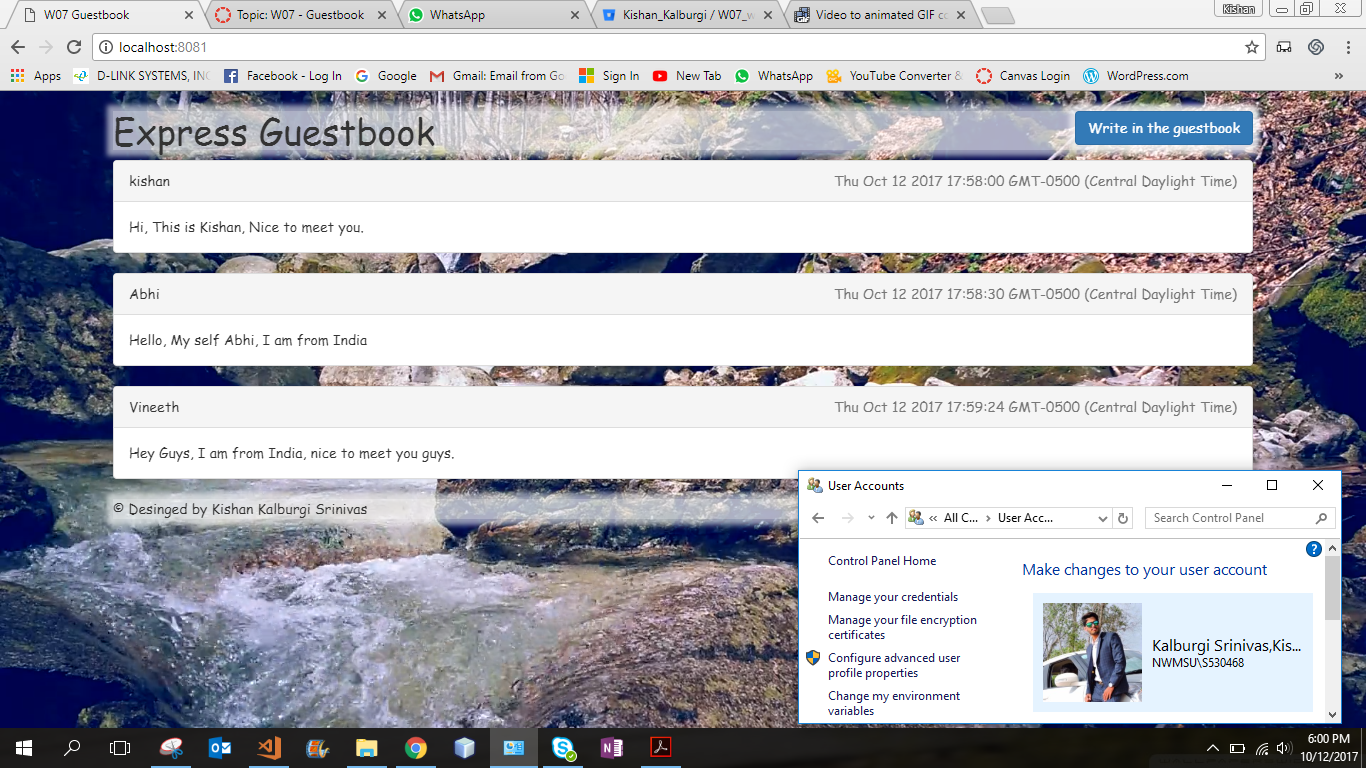 W07 Guestbook
Topic: W07 - Guestbook
WhatsApp
Kishan_Kalburgi / W07_w
Video to animated GIF co
Kishan
localhost:8081
Apps
D-LINK SYSTEMS, INC
Facebook - Log In
Google
Gmail: Email from Go
Sign In
New Tab
WhatsApp
YouTube Converter &
Canvas Login
WordPress.com
»
Express Guestbook
Write in the guestbook
kishan
Thu Oct 12 2017 17:58:00 GMT-0500 (Central Daylight Time)
Hi, This is Kishan, Nice to meet you.
Abhi
Thu Oct 12 2017 17:58:30 GMT-0500 (Central Daylight Time)
Hello, My self Abhi, I am from India
Vineeth
Thu Oct 12 2017 17:59:24 GMT-0500 (Central Daylight Time)
Hey Guys, I am from India, nice to meet you guys.
© Desinged by Kishan Kalburgi Srinivas
User Accounts
« All C... › User Acc...
Search Control Panel
Control Panel Home
Manage your credentials
Manage your file encryption
certificates
Configure advanced user
profile properties
Change my environment
variables
Make changes to your user account
Kalburgi Srinivas,Kis...
NWMSU\S530468
6:00 PM
10/12/2017